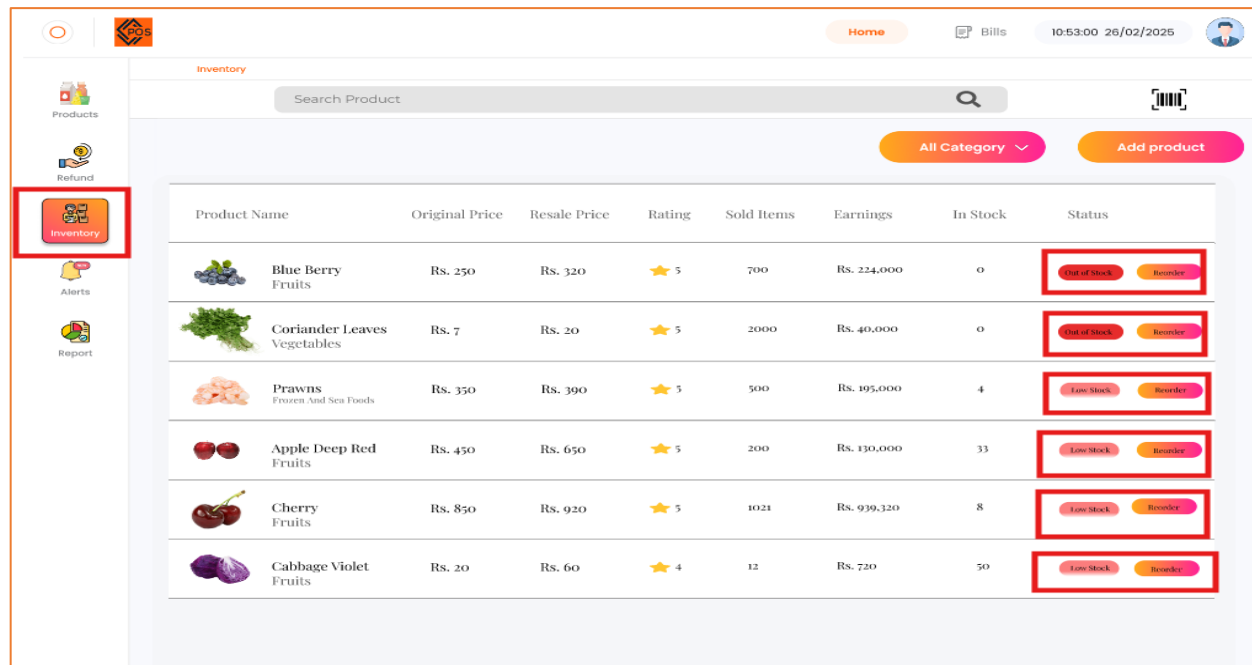 POS
Home
Bills
10:53:00 26/02/2025
Inventory
Search Product
Products
Refund
Inventory
Alerts
Report
All Category
Add product
Product Name Original Price Resale Price Rating Sold Items Earnings In Stock Status
Blue Berry Rs. 250 Rs. 320 5 700 Rs. 224,000 0 Out of Stock Reorder
Fruits
Coriander Leaves Rs. 7 Rs. 20 5 2000 Rs. 40,000 0 Out of Stock Reorder
Vegetables
Prawns Rs. 350 Rs. 390 5 500 Rs. 195,000 4 Low Stock Reorder
Frozen And Sea Foods
Apple Deep Red Rs. 450 Rs. 650 5 200 Rs. 130,000 33 Low Stock Reorder
Fruits
Cherry Rs. 850 Rs. 920 5 1021 Rs. 939,320 8 Low Stock Reorder
Fruits
Cabbage Violet Rs. 20 Rs. 60 4 12 Rs. 720 50 Low Stock Reorder
Fruits